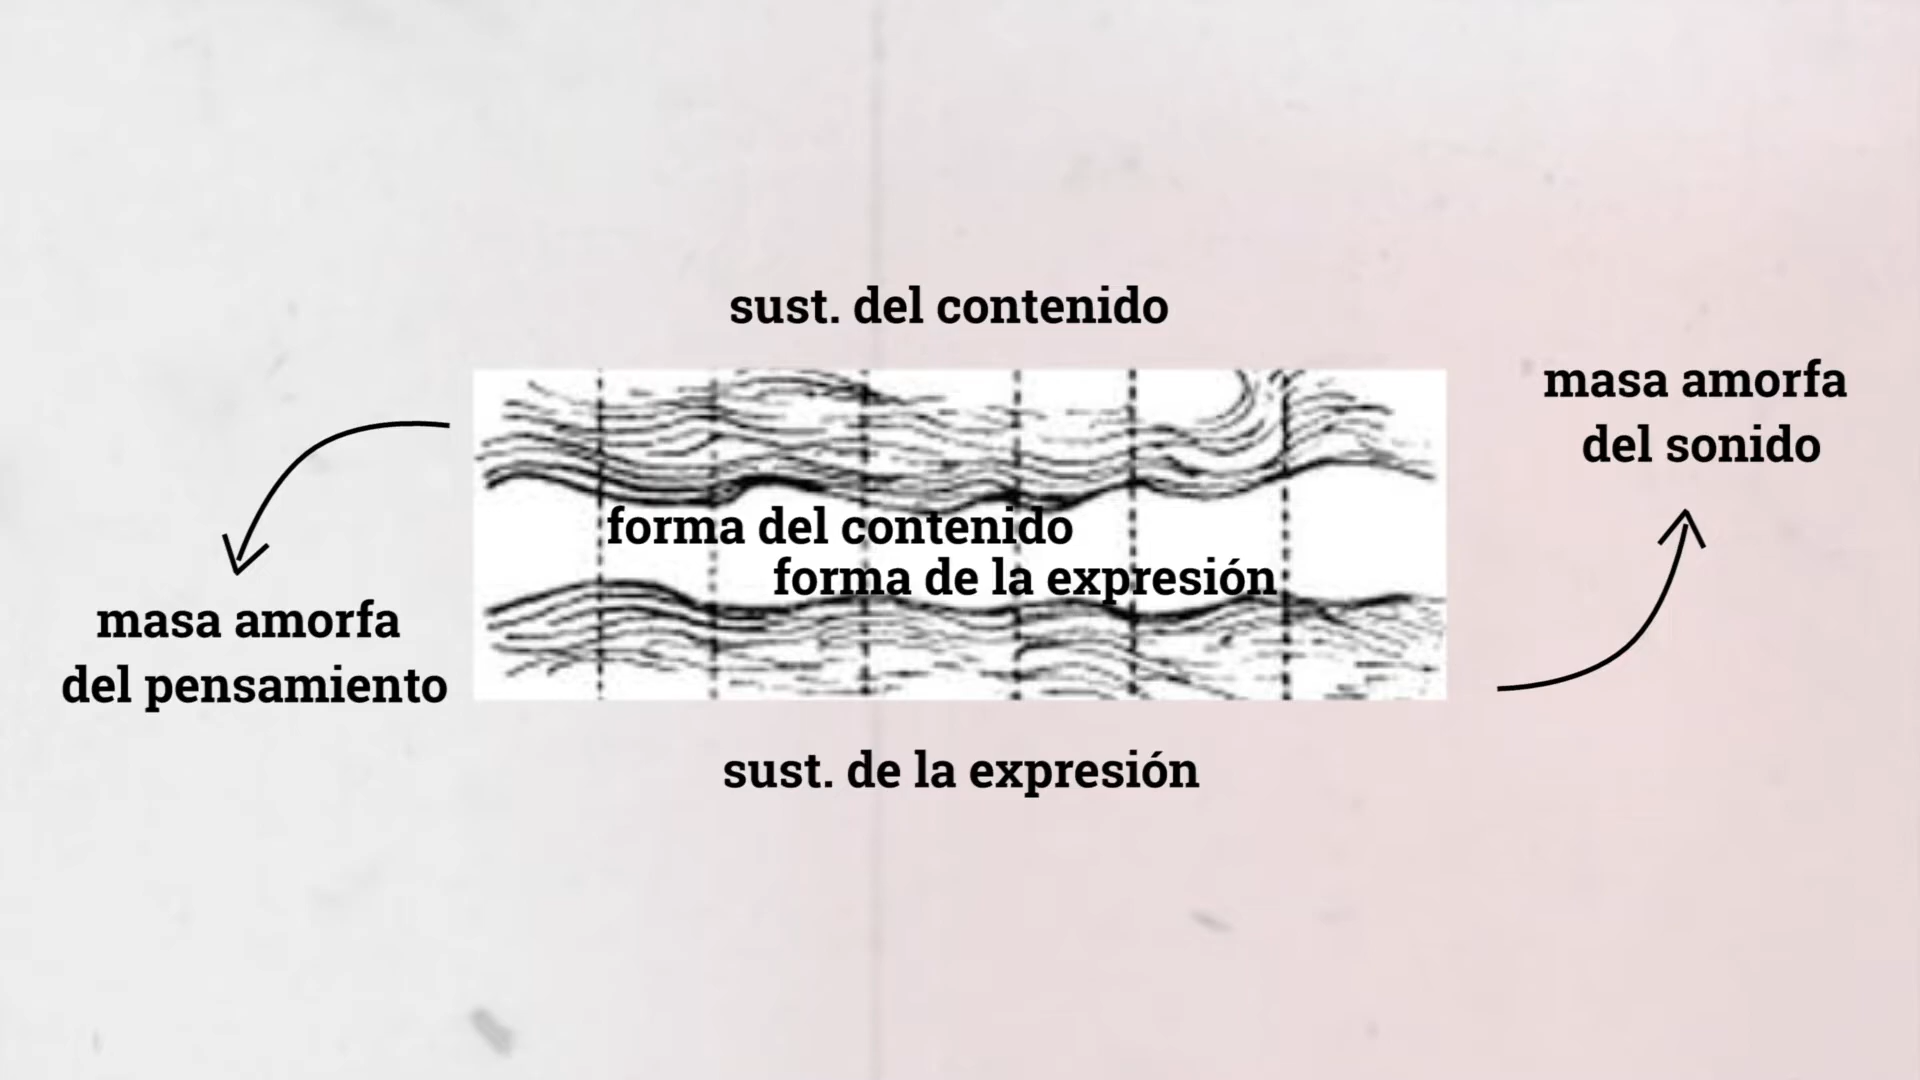 sust. del contenido
masa amorfa
del sonido
forma del contenido
forma de la expresión
masa amorfa
del pensamiento
sust. de la expresión